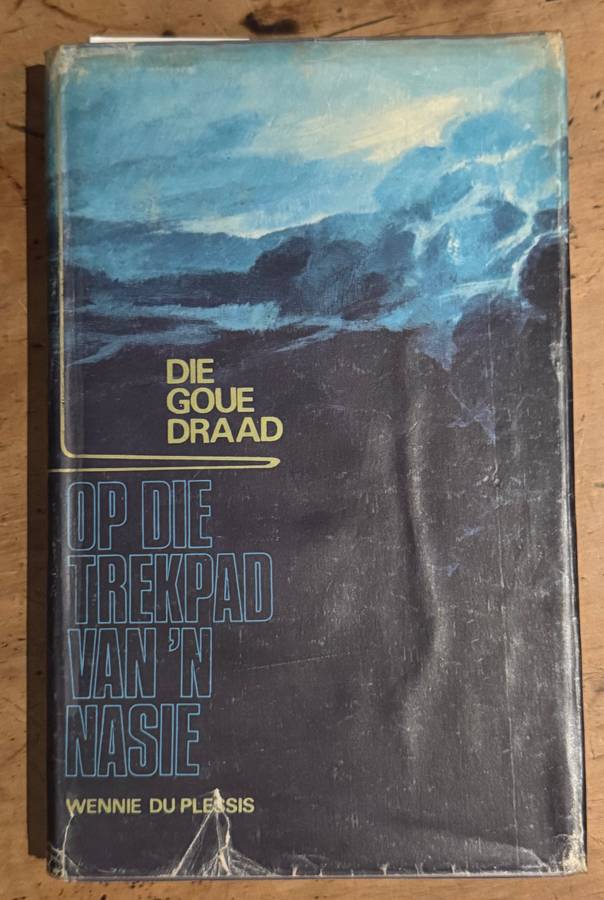 DIE
GOUE
DRAAD
OP DIE
TREKPAD
VAN 'N
NASIE
WENNIE DU PLESSIS